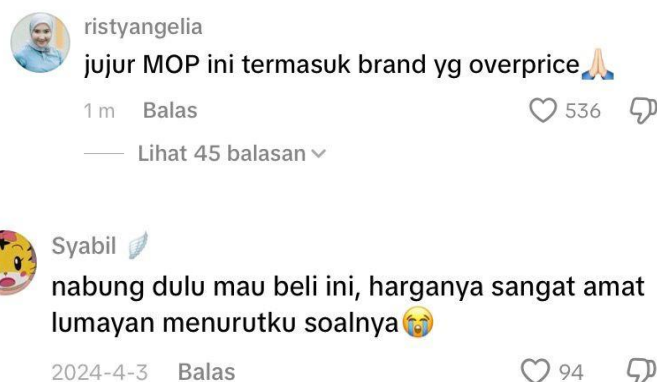 ristyangelia
jujur MOP ini termasuk brand yg overprice🙏🏻
1 m Balas 536
Lihat 45 balasan
Syabil 🪽
nabung dulu mau beli ini, harganya sangat amat
lumayan menurutku soalnya😭
2024-4-3 Balas 94